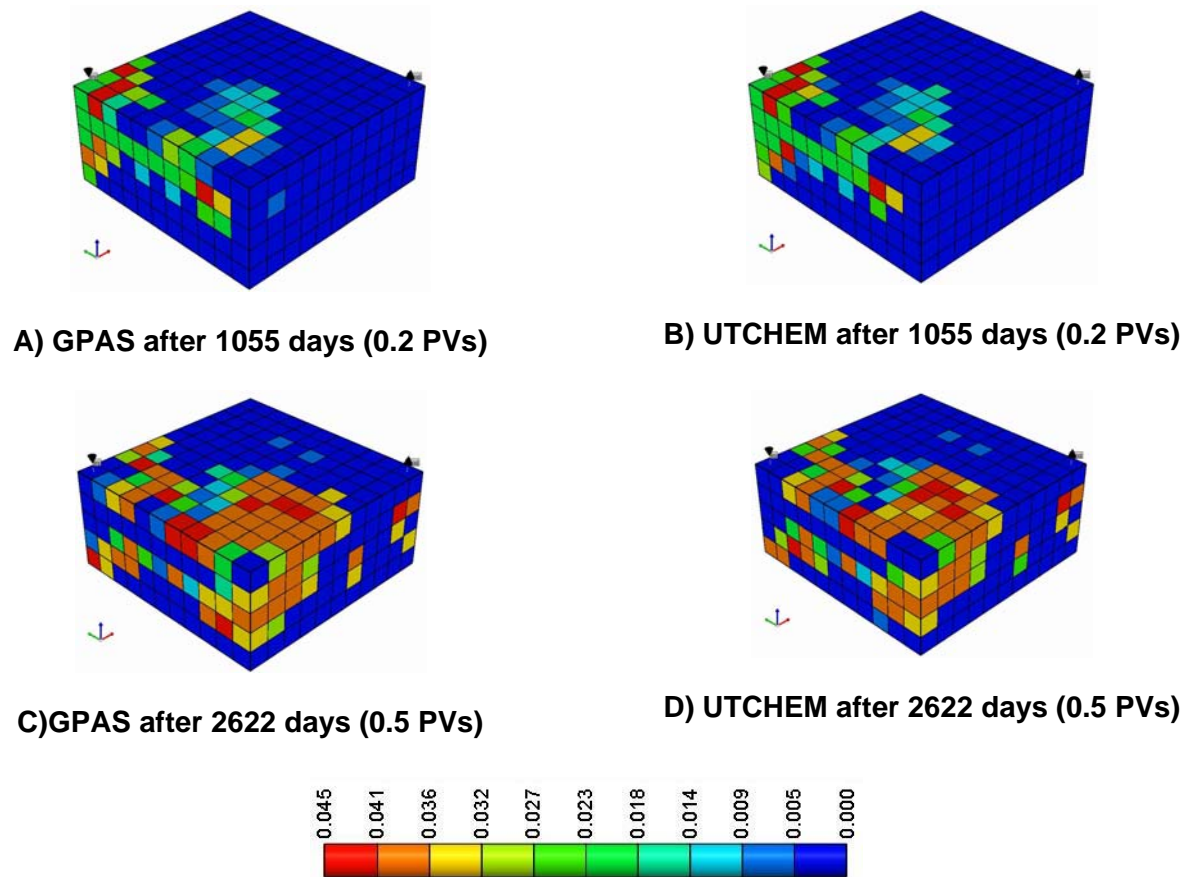 A) GPAS after 1055 days (0.2 PVs)
B) UTCHEM after 1055 days (0.2 PVs)
C)GPAS after 2622 days (0.5 PVs)
D) UTCHEM after 2622 days (0.5 PVs)
0.045 0.041 0.036 0.032 0.027 0.023 0.018 0.014 0.009 0.005 0.000